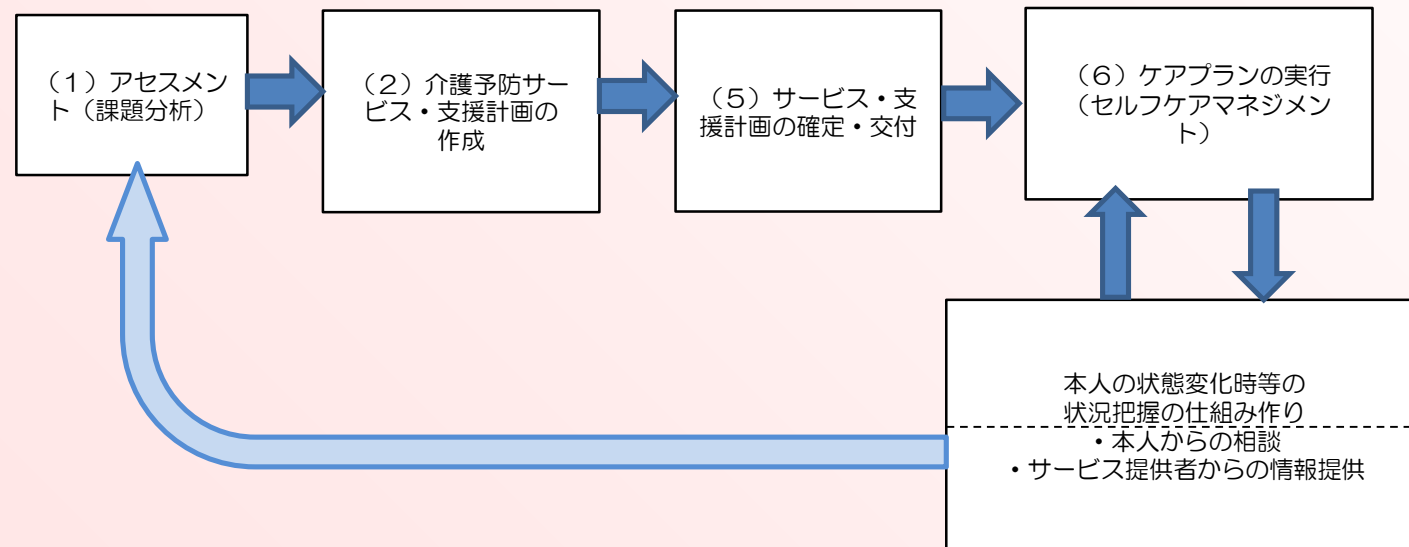 （1）アセスメン
ト（課題分析）
（2）介護予防サー
ビス・支援計画の
作成
（5）サービス・支
援計画の確定・交付
（6）ケアプランの実行
（セルフケアマネジメン
ト）
本人の状態変化時等の
状況把握の仕組み作り
・本人からの相談
・サービス提供者からの情報提供